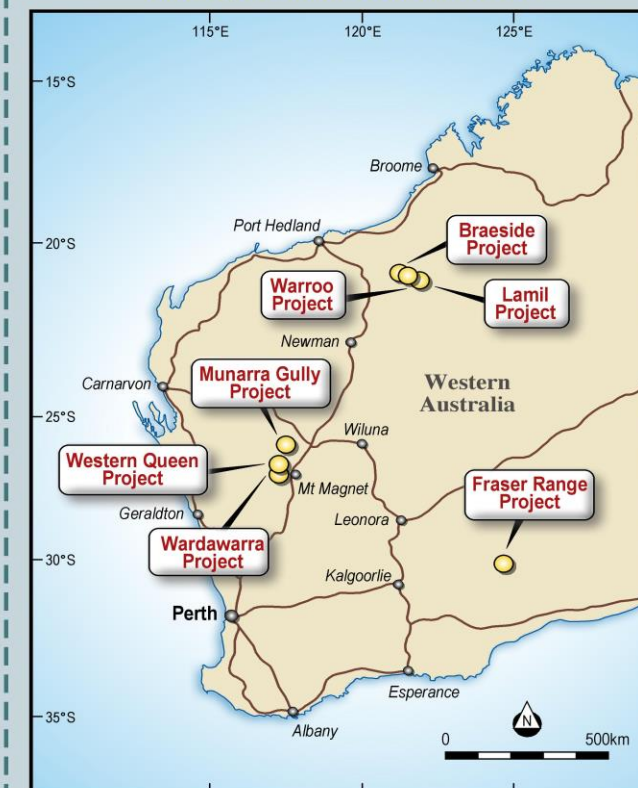 115°E
120°E
125°E
15°S
Broome
Port Hedland
20°S
Braeside
Project
Warroo
Project
Lamil
Project
Newman
Munarra Gully
Project
Carnarvon
Western
Australia
25°S
Wiluna
Western Queen
Project
Mt Magnet
Fraser Range
Project
Geraldton
Leonora
Wardawarra
Project
30°S
Kalgoorlie
Perth
Esperance
35°S
Albany
N
0
500km